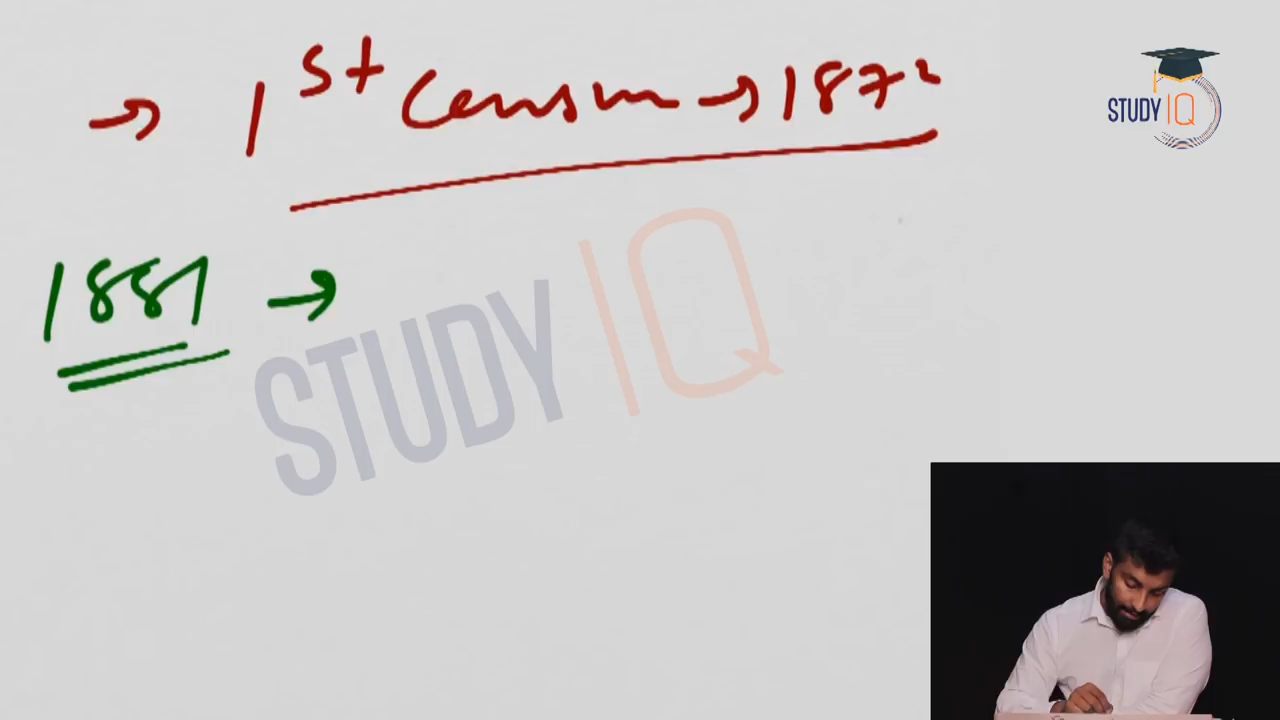 → 1st Census → 1872
STUDY IQ
1881 →
STUDY IQ